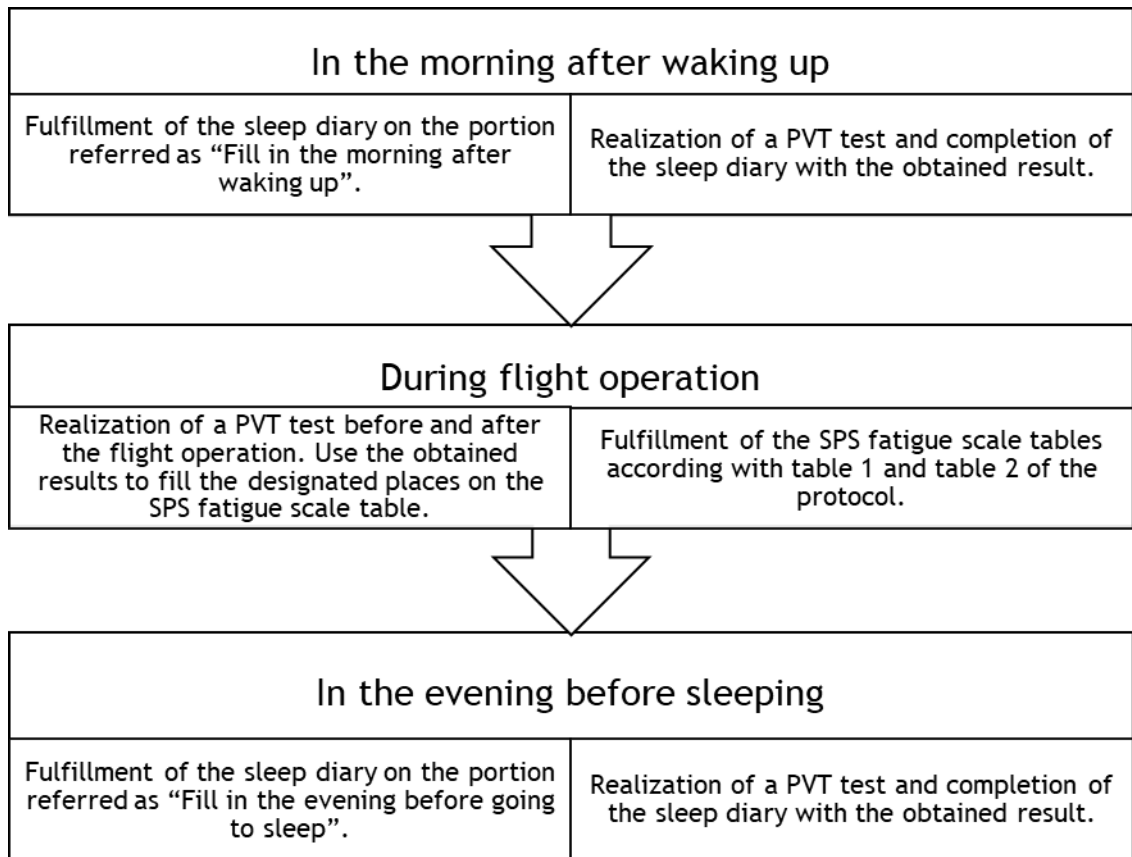 In the morning after waking up
Fulfillment of the sleep diary on the portion
referred as “Fill in the morning after
waking up”.
Realization of a PVT test and completion of
the sleep diary with the obtained result.
During flight operation
Realization of a PVT test before and after
the flight operation. Use the obtained
results to fill the designated places on the
SPS fatigue scale table.
Fulfillment of the SPS fatigue scale tables
according with table 1 and table 2 of the
protocol.
In the evening before sleeping
Fulfillment of the sleep diary on the portion
referred as “Fill in the evening before going
to sleep”.
Realization of a PVT test and completion of
the sleep diary with the obtained result.